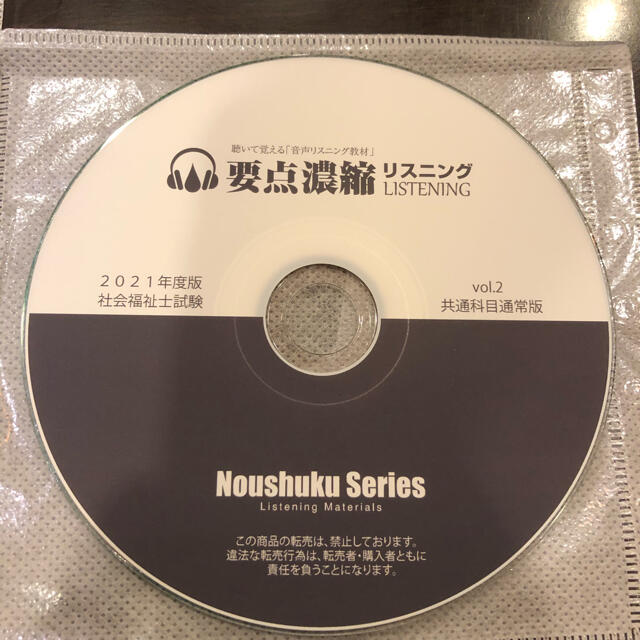 聴いて覚える「音声リスニング教材」
要点濃縮リスニング
LISTENING
2021年度版
社会福祉士試験
vol.2
共通科目通常版
Noushuku Series
Listening Materials
この商品の転売は、禁止しております。
違法な転売行為は、転売者・購入者ともに
責任を負うことになります。